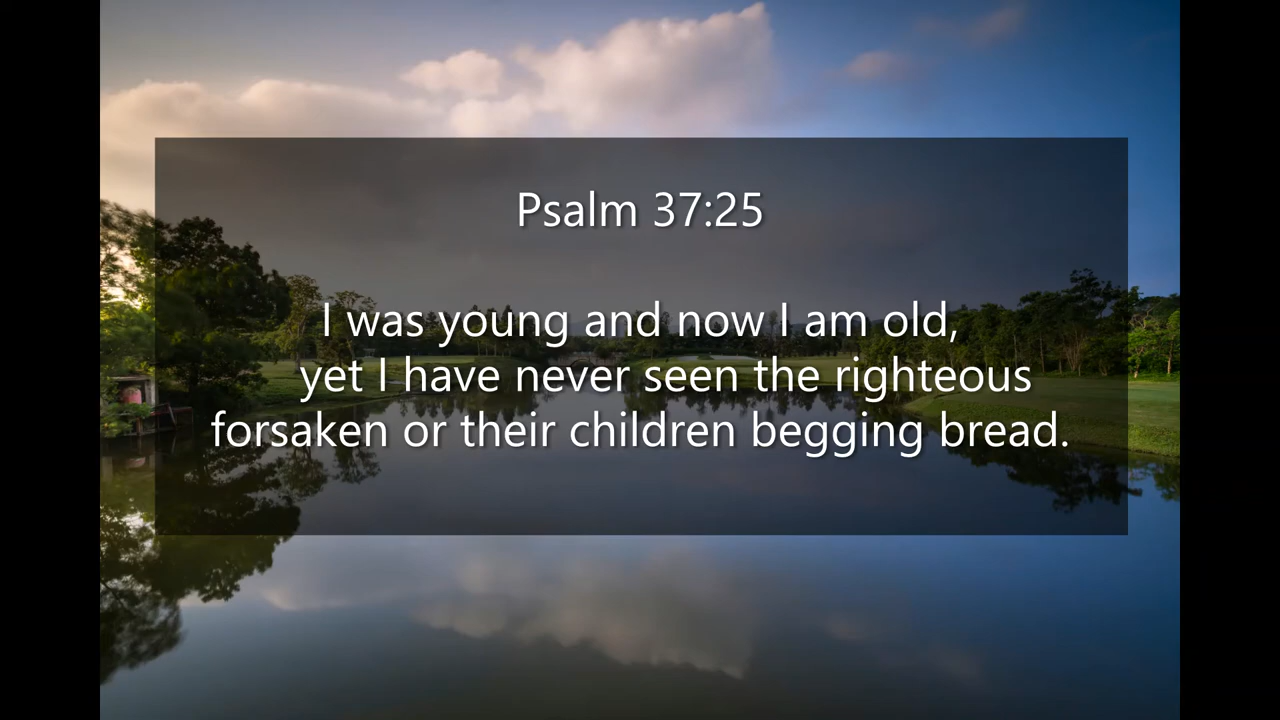 Psalm 37:25
I was young and now I am old,
yet I have never seen the righteous
forsaken or their children begging bread.